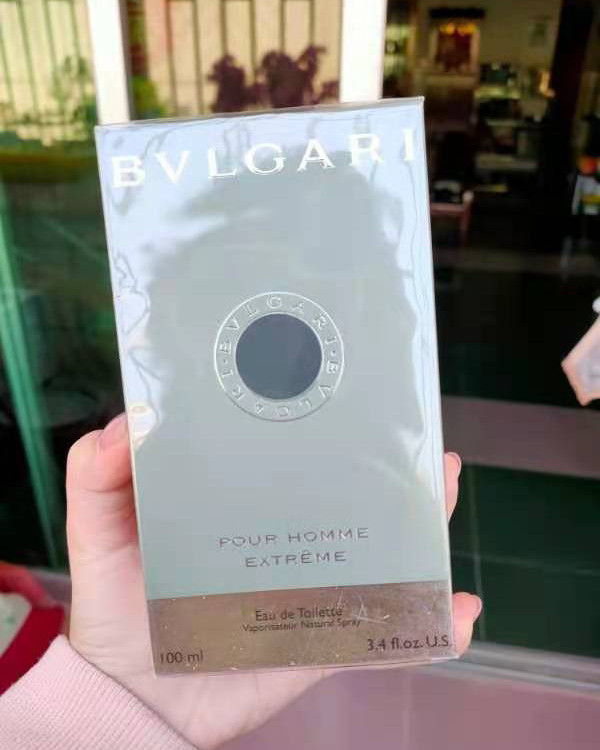 BVLGARI
BVLGARI · BVLGARI ·
POUR HOMME
EXTRÊME
Eau de Toilette
Vaporisateur Natural Spray
100 ml
3.4 fl.oz. U.S.